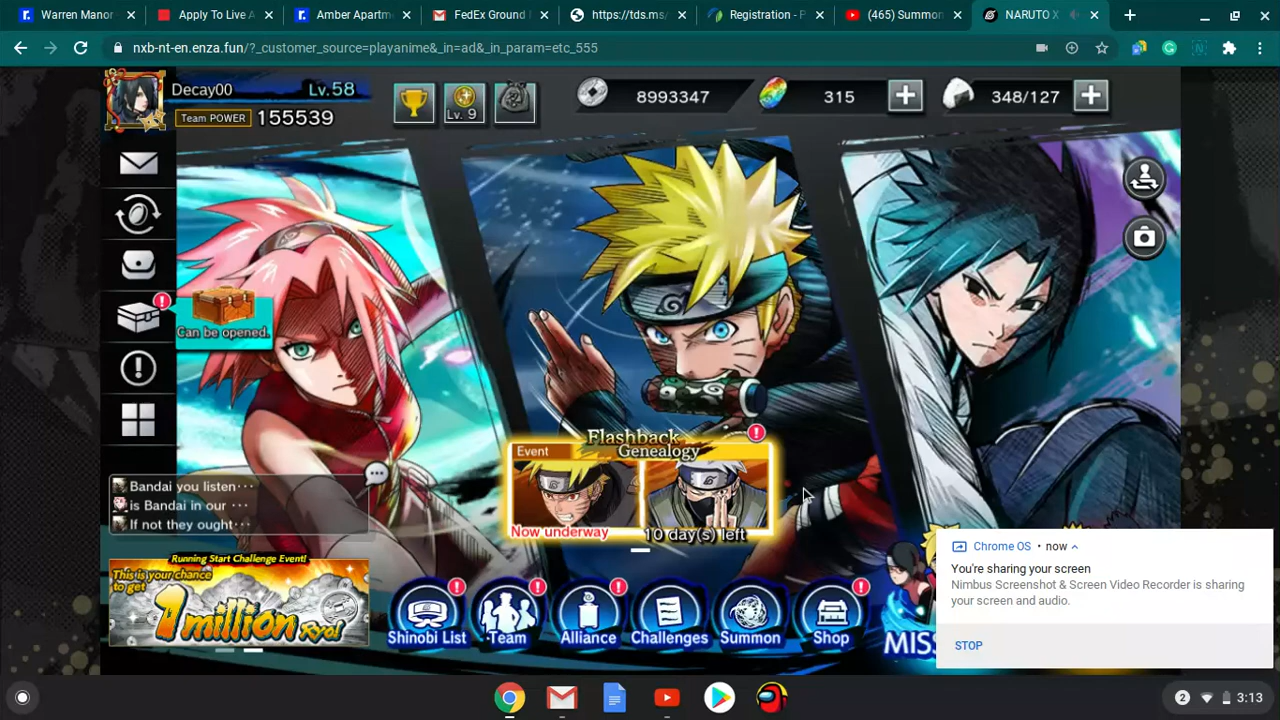 Warren Manor
Apply To Live A
Amber Apartm
FedEx Ground
https://tds.ms/
Registration - P
(465) Summon
NARUTO X
nxb-nt-en.enza.fun/?_customer_source=playanime&_in=ad&_in_param=etc_555
Decay00 Lv.58
Team POWER 155539
Lv. 9
8993347
315
348/127
Can be opened.
Flashback
Genealogy
Event
Now underway
10 day(s) left
Bandai you listen···
is Bandai in our ···
If not they ought···
Running Start Challenge Event!
This is your chance
to get
1 million Ryo!
Shinobi List
Team
Alliance
Challenges
Summon
Shop
MISS
Chrome OS • now
You're sharing your screen
Nimbus Screenshot & Screen Video Recorder is sharing
your screen and audio.
STOP
2
3:13